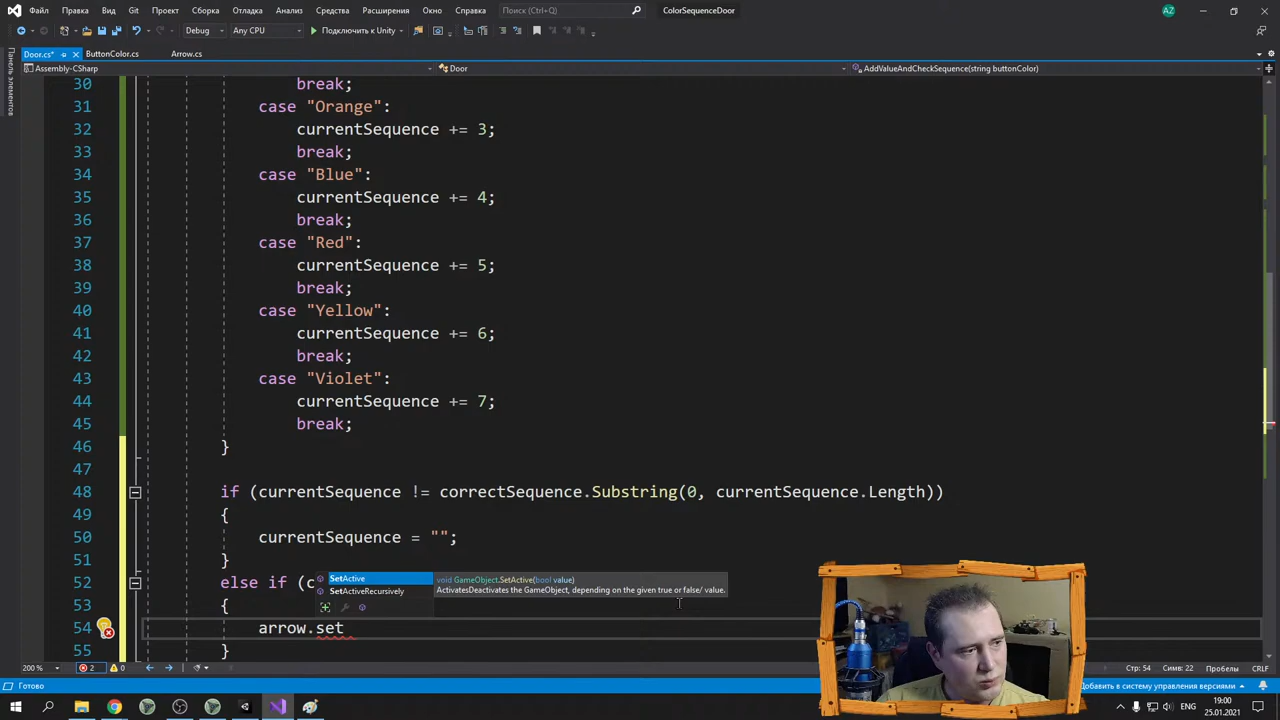 Файл Правка Вид Git Проект Сборка Отладка Анализ Средства Расширения Окно Справка Поиск (Ctrl+Q) ColorSequenceDoor AZ
Debug Any CPU Подключить к Unity
Door.cs* ButtonColor.cs Arrow.cs
Панель элементов
Assembly-CSharp Door AddValueAndCheckSequence(string buttonColor)
30 break;
31 case "Orange":
32 currentSequence += 3;
33 break;
34 case "Blue":
35 currentSequence += 4;
36 break;
37 case "Red":
38 currentSequence += 5;
39 break;
40 case "Yellow":
41 currentSequence += 6;
42 break;
43 case "Violet":
44 currentSequence += 7;
45 break;
46 }
47
48 if (currentSequence != correctSequence.Substring(0, currentSequence.Length))
49 {
50 currentSequence = "";
51 }
52 else if (c
SetActive void GameObject.SetActive(bool value)
SetActiveRecursively ActivatesDeactivates the GameObject, depending on the given true or false/ value.
53 {
54 arrow.set
55 }
200 % 2 0 Стр: 54 Симв: 22 Пробелы CRLF
Готово Добавить в систему управления версиями
ENG 19:00 25.01.2021